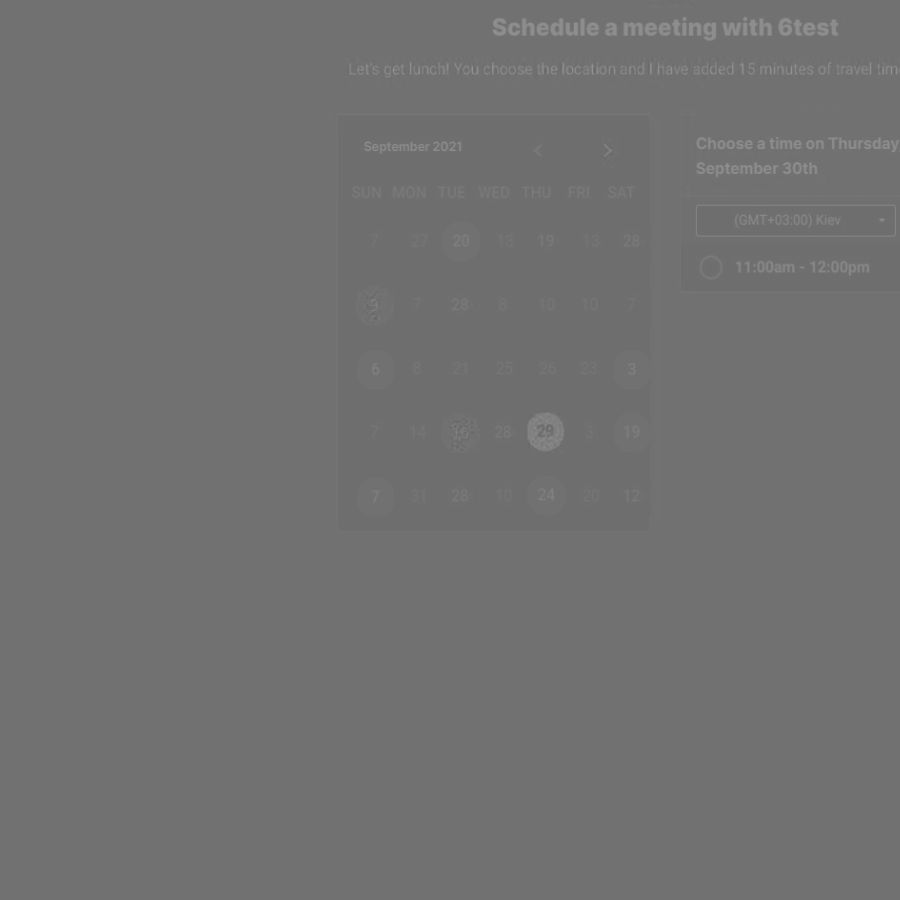 Schedule a meeting with 6test
Let's get lunch! You choose the location and I have added 15 minutes of travel tim
September 2021
SUN MON TUE WED THU FRI SAT
7 27 20 13 19 13 28
7 28 8 10 10 7
6 8 21 25 26 23 3
7 14 28 29 3 19
7 31 28 10 24 20 12
Choose a time on Thursday
September 30th
(GMT+03:00) Kiev
11:00am - 12:00pm